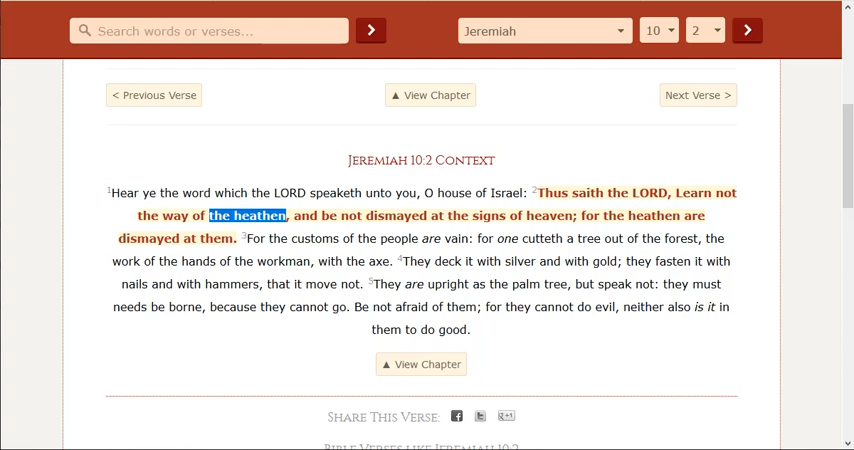 Search words or verses...
Jeremiah 10 2
< Previous Verse ▲ View Chapter Next Verse >
Jeremiah 10:2 Context
1Hear ye the word which the LORD speaketh unto you, O house of Israel: 2Thus saith the LORD, Learn not
the way of the heathen, and be not dismayed at the signs of heaven; for the heathen are
dismayed at them. 3For the customs of the people are vain: for one cutteth a tree out of the forest, the
work of the hands of the workman, with the axe. 4They deck it with silver and with gold; they fasten it with
nails and with hammers, that it move not. 5They are upright as the palm tree, but speak not: they must
needs be borne, because they cannot go. Be not afraid of them; for they cannot do evil, neither also is it in
them to do good.
▲ View Chapter
Share This Verse:
Bible Verses like Jeremiah 10:2